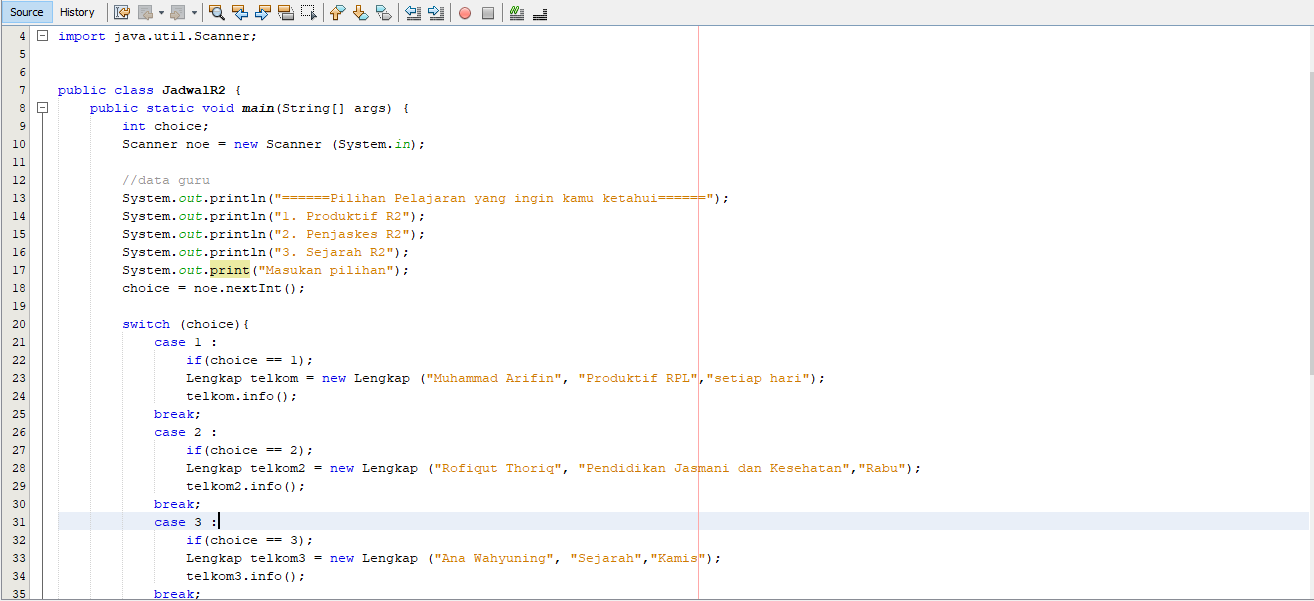 Source History
4 import java.util.Scanner;
5
6
7 public class JadwalR2 {
8 public static void main(String[] args) {
9 int choice;
10 Scanner noe = new Scanner (System.in);
11
12 //data guru
13 System.out.println("======Pilihan Pelajaran yang ingin kamu ketahui======");
14 System.out.println("1. Produktif R2");
15 System.out.println("2. Penjaskes R2");
16 System.out.println("3. Sejarah R2");
17 System.out.print("Masukan pilihan");
18 choice = noe.nextInt();
19
20 switch (choice){
21 case 1 :
22 if(choice == 1);
23 Lengkap telkom = new Lengkap ("Muhammad Arifin", "Produktif RPL","setiap hari");
24 telkom.info();
25 break;
26 case 2 :
27 if(choice == 2);
28 Lengkap telkom2 = new Lengkap ("Rofiqut Thoriq", "Pendidikan Jasmani dan Kesehatan","Rabu");
29 telkom2.info();
30 break;
31 case 3 :
32 if(choice == 3);
33 Lengkap telkom3 = new Lengkap ("Ana Wahyuning", "Sejarah","Kamis");
34 telkom3.info();
35 break;